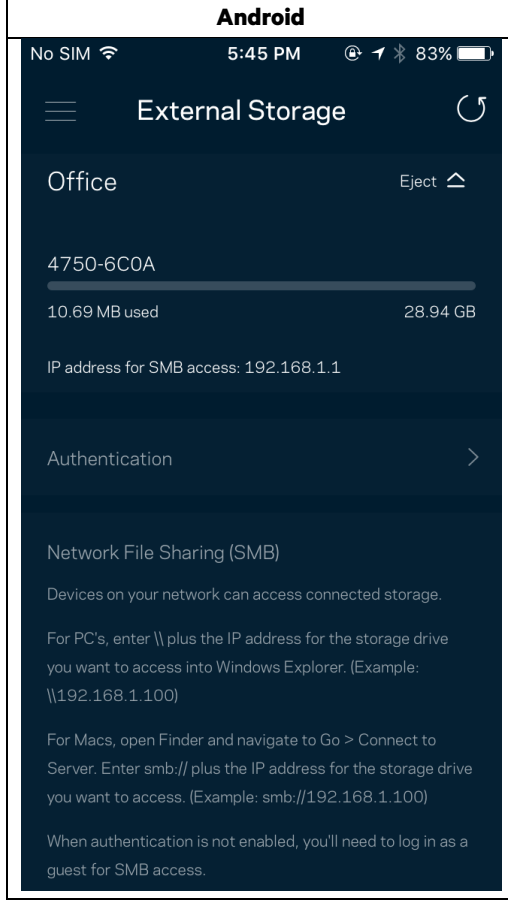 Android
No SIM 5:45 PM 83%
External Storage
Office Eject
4750-6C0A
10.69 MB used 28.94 GB
IP address for SMB access: 192.168.1.1
Authentication
Network File Sharing (SMB)
Devices on your network can access connected storage.
For PC's, enter \\ plus the IP address for the storage drive
you want to access into Windows Explorer. (Example:
\\192.168.1.100)
For Macs, open Finder and navigate to Go > Connect to
Server. Enter smb:// plus the IP address for the storage drive
you want to access. (Example: smb://192.168.1.100)
When authentication is not enabled, you'll need to log in as a
guest for SMB access.